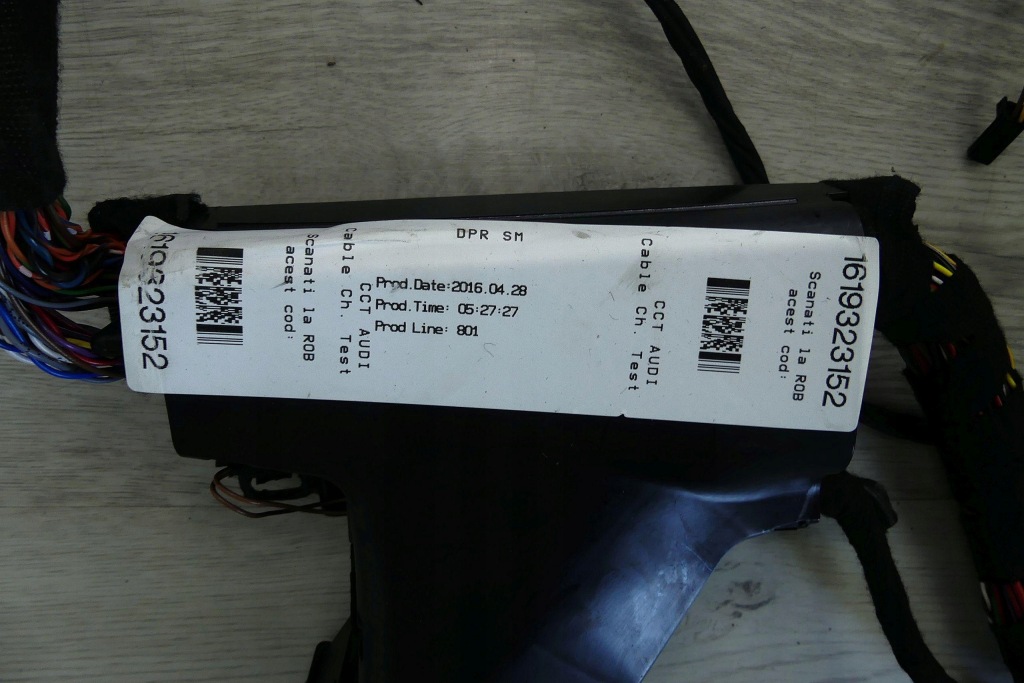 1619323152
Scanati la ROB
acest cod:
Cable Ch. Test
CCT AUDI
DPR SM
Prod.Date:2016.04.28
Prod.Time: 05:27:27
Prod Line: 801
CCT AUDI
Cable Ch. Test
Scanati la ROB
acest cod:
1619323152